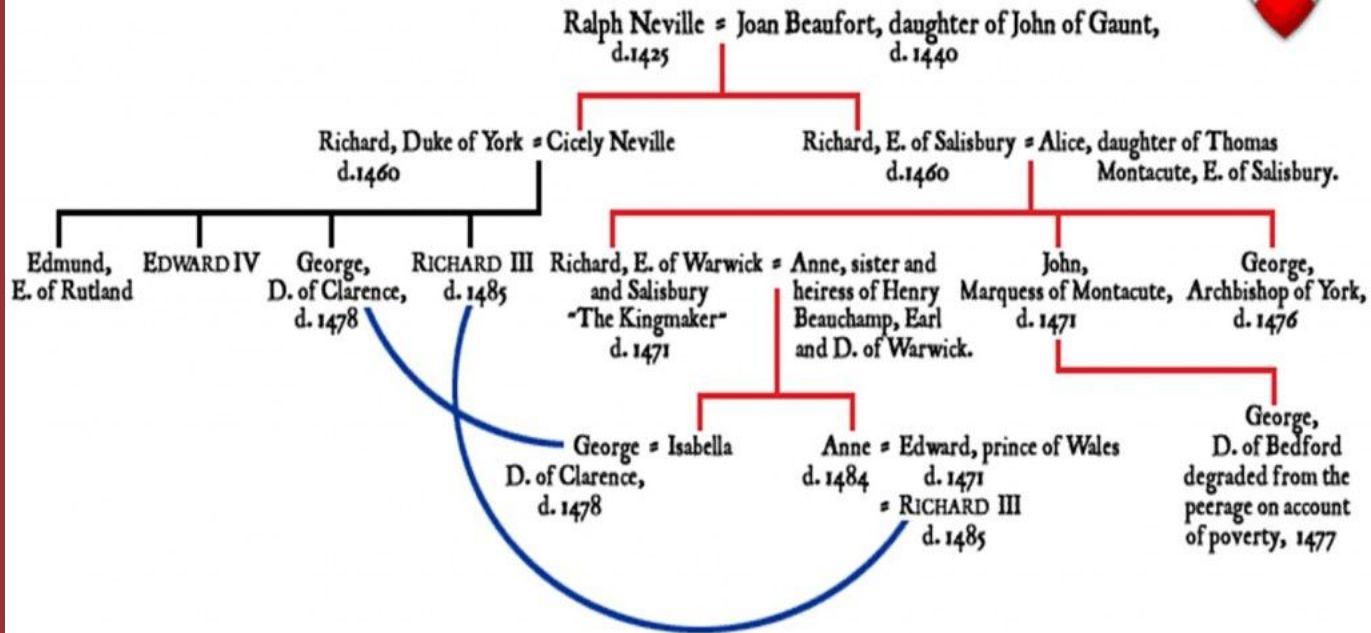 Ralph Neville = Joan Beaufort, daughter of John of Gaunt,
d.1425 d. 1440
Richard, Duke of York = Cicely Neville
d.1460
Richard, E. of Salisbury = Alice, daughter of Thomas
d.1460 Montacute, E. of Salisbury.
Edmund,
E. of Rutland
EDWARD IV
George,
D. of Clarence,
d. 1478
RICHARD III
d. 1485
Richard, E. of Warwick = Anne, sister and
and Salisbury heiress of Henry
"The Kingmaker" Beauchamp, Earl
d. 1471 and D. of Warwick.
John,
Marquess of Montacute,
d. 1471
George,
Archbishop of York,
d. 1476
George = Isabella
D. of Clarence,
d. 1478
Anne = Edward, prince of Wales
d. 1484 d. 1471
= RICHARD III
d. 1485
George,
D. of Bedford
degraded from the
peerage on account
of poverty, 1477